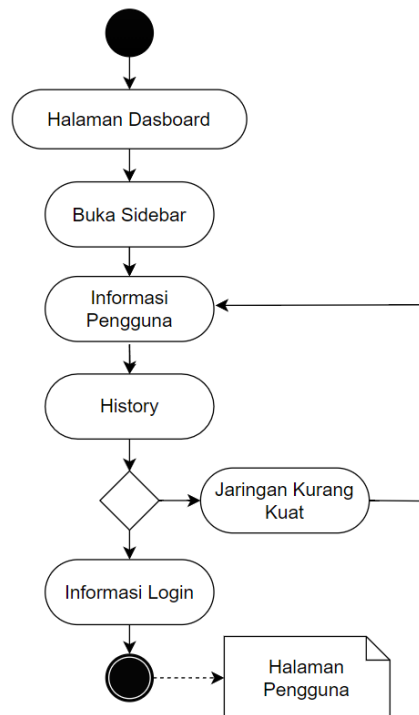 Halaman Dasboard
Buka Sidebar
Informasi
Pengguna
History
Jaringan Kurang
Kuat
Informasi Login
Halaman
Pengguna